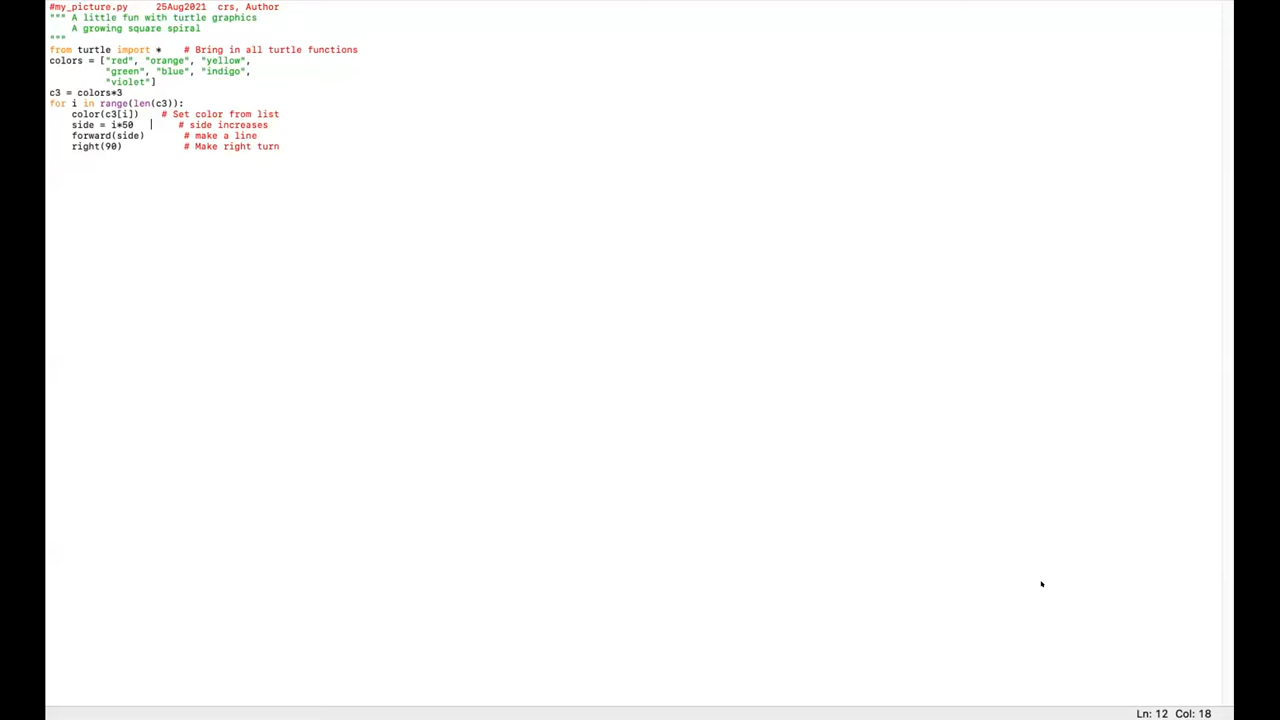 #my_picture.py     25Aug2021  crs, Author
""" A little fun with turtle graphics
    A growing square spiral
"""
from turtle import *    # Bring in all turtle functions
colors = ["red", "orange", "yellow",
          "green", "blue", "indigo",
          "violet"]
c3 = colors*3
for i in range(len(c3)):
    color(c3[i])    # Set color from list
    side = i*50        # side increases
    forward(side)       # make a line
    right(90)           # Make right turn
Ln: 12  Col: 18